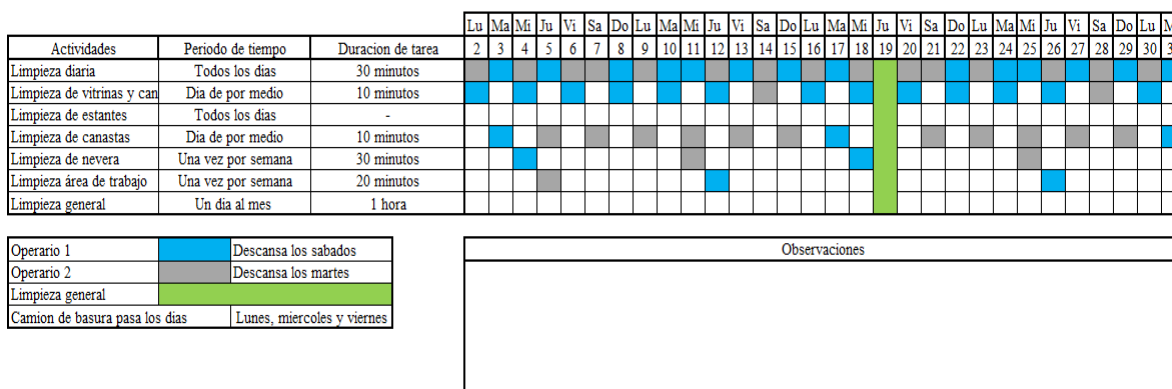 Lu Ma Mi Ju Vi Sa Do Lu Ma Mi Ju Vi Sa Do Lu Ma Mi Ju Vi Sa Do Lu Ma Mi Ju Vi Sa Do Lu
Actividades Periodo de tiempo Duracion de tarea 2 3 4 5 6 7 8 9 10 11 12 13 14 15 16 17 18 19 20 21 22 23 24 25 26 27 28 29 30
Limpieza diaria Todos los dias 30 minutos
Limpieza de vitrinas y can Dia de por medio 10 minutos
Limpieza de estantes Todos los dias -
Limpieza de canastas Dia de por medio 10 minutos
Limpieza de nevera Una vez por semana 30 minutos
Limpieza área de trabajo Una vez por semana 20 minutos
Limpieza general Un dia al mes 1 hora
Operario 1 Descansa los sabados
Operario 2 Descansa los martes
Limpieza general
Camion de basura pasa los dias Lunes, miercoles y viernes
Observaciones